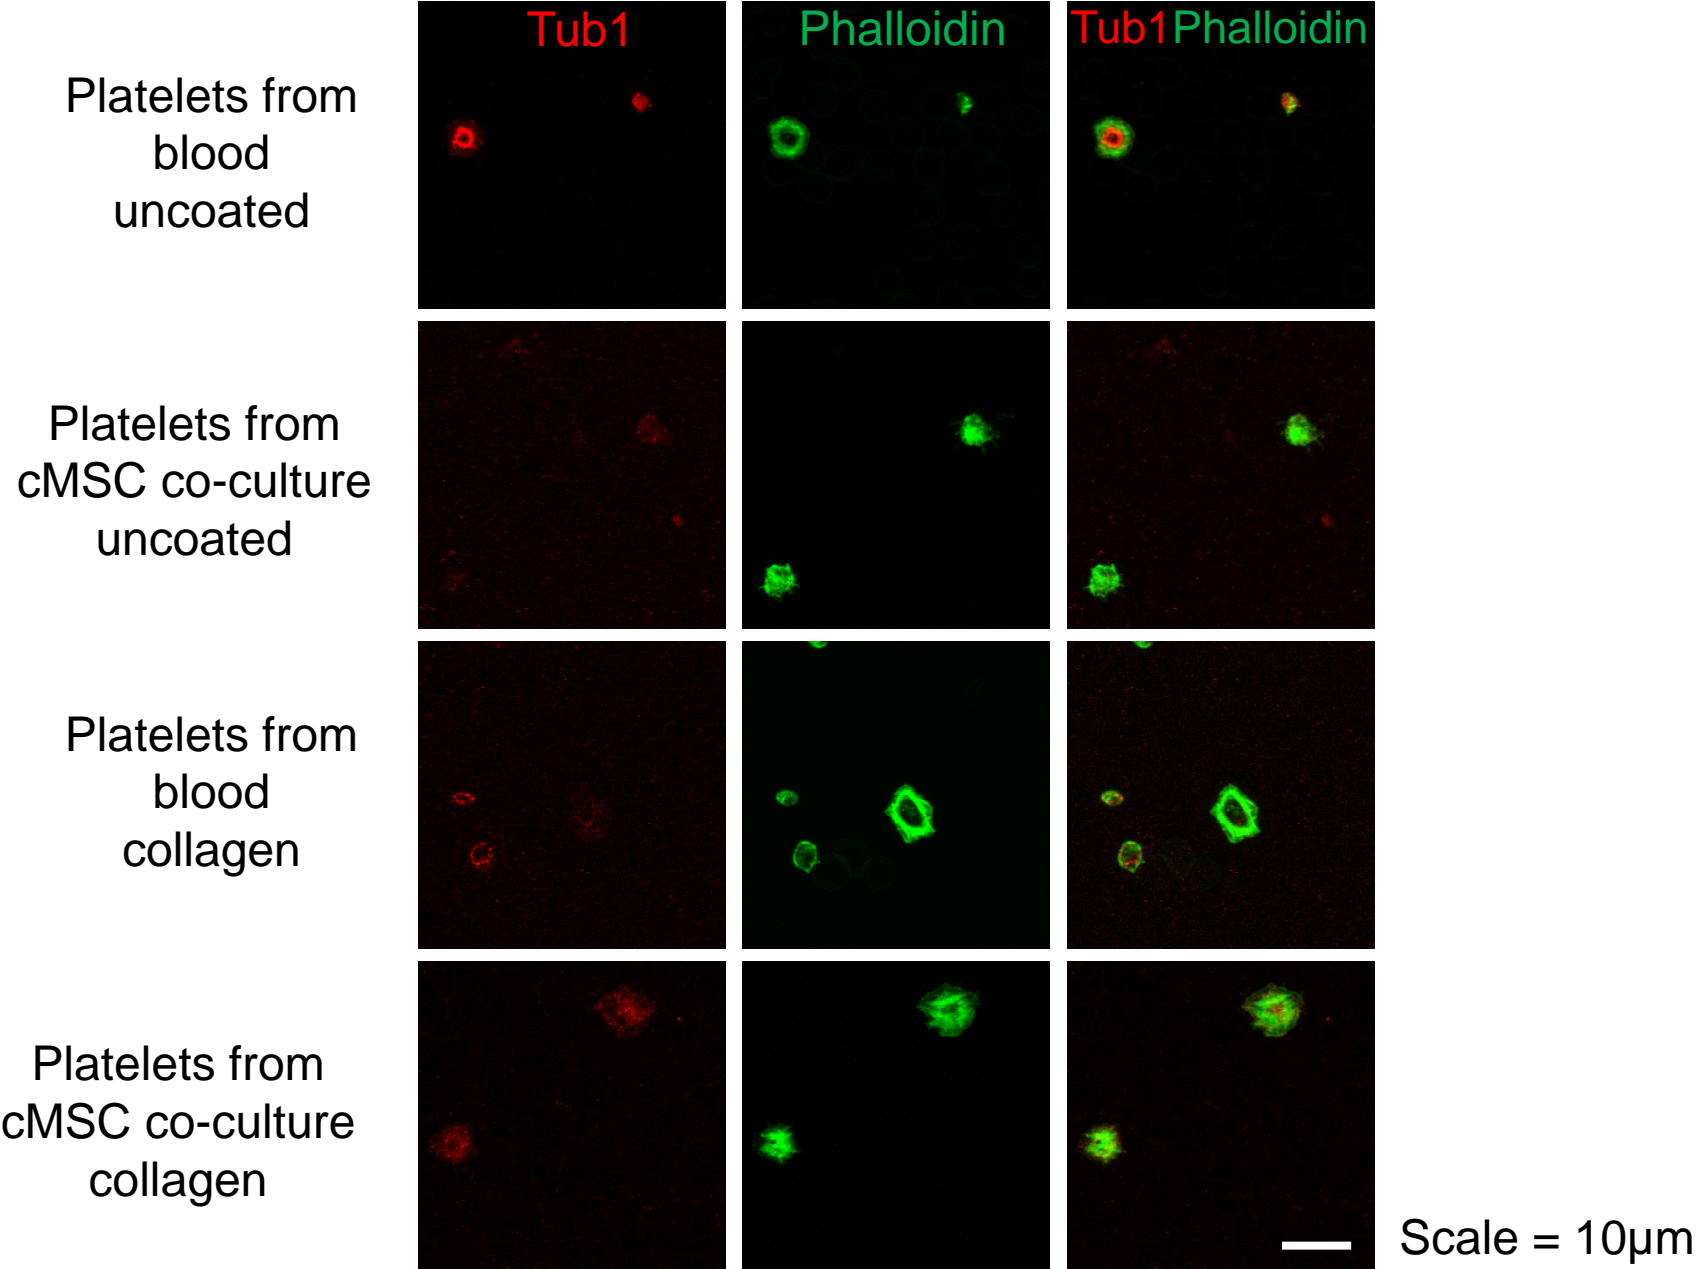 Tub1
Phalloidin
Tub1Phalloidin
Platelets from
blood
uncoated
Platelets from
cMSC co-culture
uncoated
Platelets from
blood
collagen
Platelets from
cMSC co-culture
collagen
Scale = 10µm